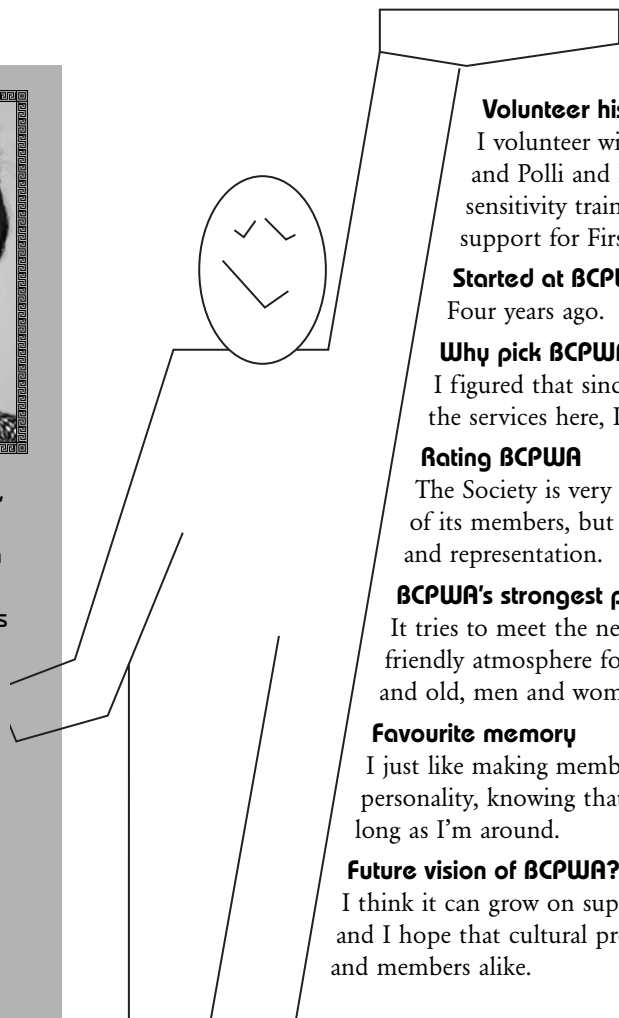 Volunteer his
I volunteer wi
and Polli and
sensitivity train
support for Firs
Started at BCPW
Four years ago.
Why pick BCPWA
I figured that sinc
the services here, I
Rating BCPWA
The Society is very
of its members, but
and representation.
BCPWA's strongest p
It tries to meet the ne
friendly atmosphere fo
and old, men and wom
Favourite memory
I just like making memb
personality, knowing that
long as I'm around.
Future vision of BCPWA?
I think it can grow on sup
and I hope that cultural pr
and members alike.
s